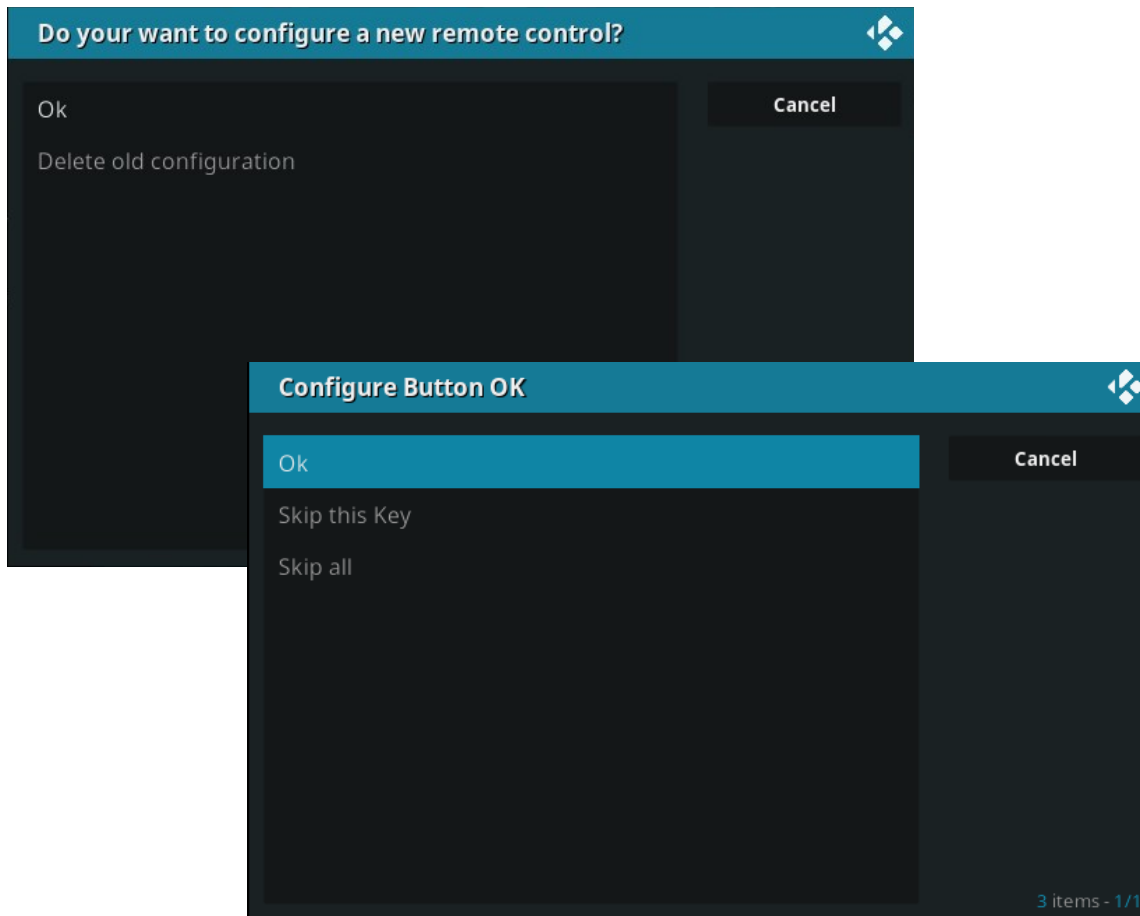 Do your want to configure a new remote control?
Ok
Cancel
Delete old configuration
Configure Button OK
Ok
Cancel
Skip this Key
Skip all
3 items - 1/1